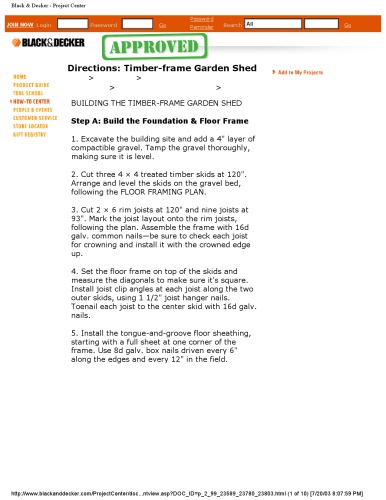 Black & Decker - Project Center
JOIN NOW Login Password Go Password Reminder Search All Go
BLACK&DECKER
APPROVED
Directions: Timber-frame Garden Shed
> >
> >
Add to My Projects
HOME
PRODUCT GUIDE
TOOL SCHOOL
HOW-TO CENTER
PEOPLE & EVENTS
CUSTOMER SERVICE
STORE LOCATOR
GIFT REGISTRY
BUILDING THE TIMBER-FRAME GARDEN SHED
Step A: Build the Foundation & Floor Frame
1. Excavate the building site and add a 4" layer of
compactible gravel. Tamp the gravel thoroughly,
making sure it is level.
2. Cut three 4 × 4 treated timber skids at 120".
Arrange and level the skids on the gravel bed,
following the FLOOR FRAMING PLAN.
3. Cut 2 × 6 rim joists at 120" and nine joists at
93". Mark the joist layout onto the rim joists,
following the plan. Assemble the frame with 16d
galv. common nails—be sure to check each joist
for crowning and install it with the crowned edge
up.
4. Set the floor frame on top of the skids and
measure the diagonals to make sure it's square.
Install joist clip angles at each joist along the two
outer skids, using 1 1/2" joist hanger nails.
Toenail each joist to the center skid with 16d galv.
nails.
5. Install the tongue-and-groove floor sheathing,
starting with a full sheet at one corner of the
frame. Use 8d galv. box nails driven every 6"
along the edges and every 12" in the field.
http://www.blackanddecker.com/ProjectCenter/doc...ntview.asp?DOC_ID=p_2_99_23589_23780_23803.html (1 of 10) [7/20/03 8:07:59 PM]